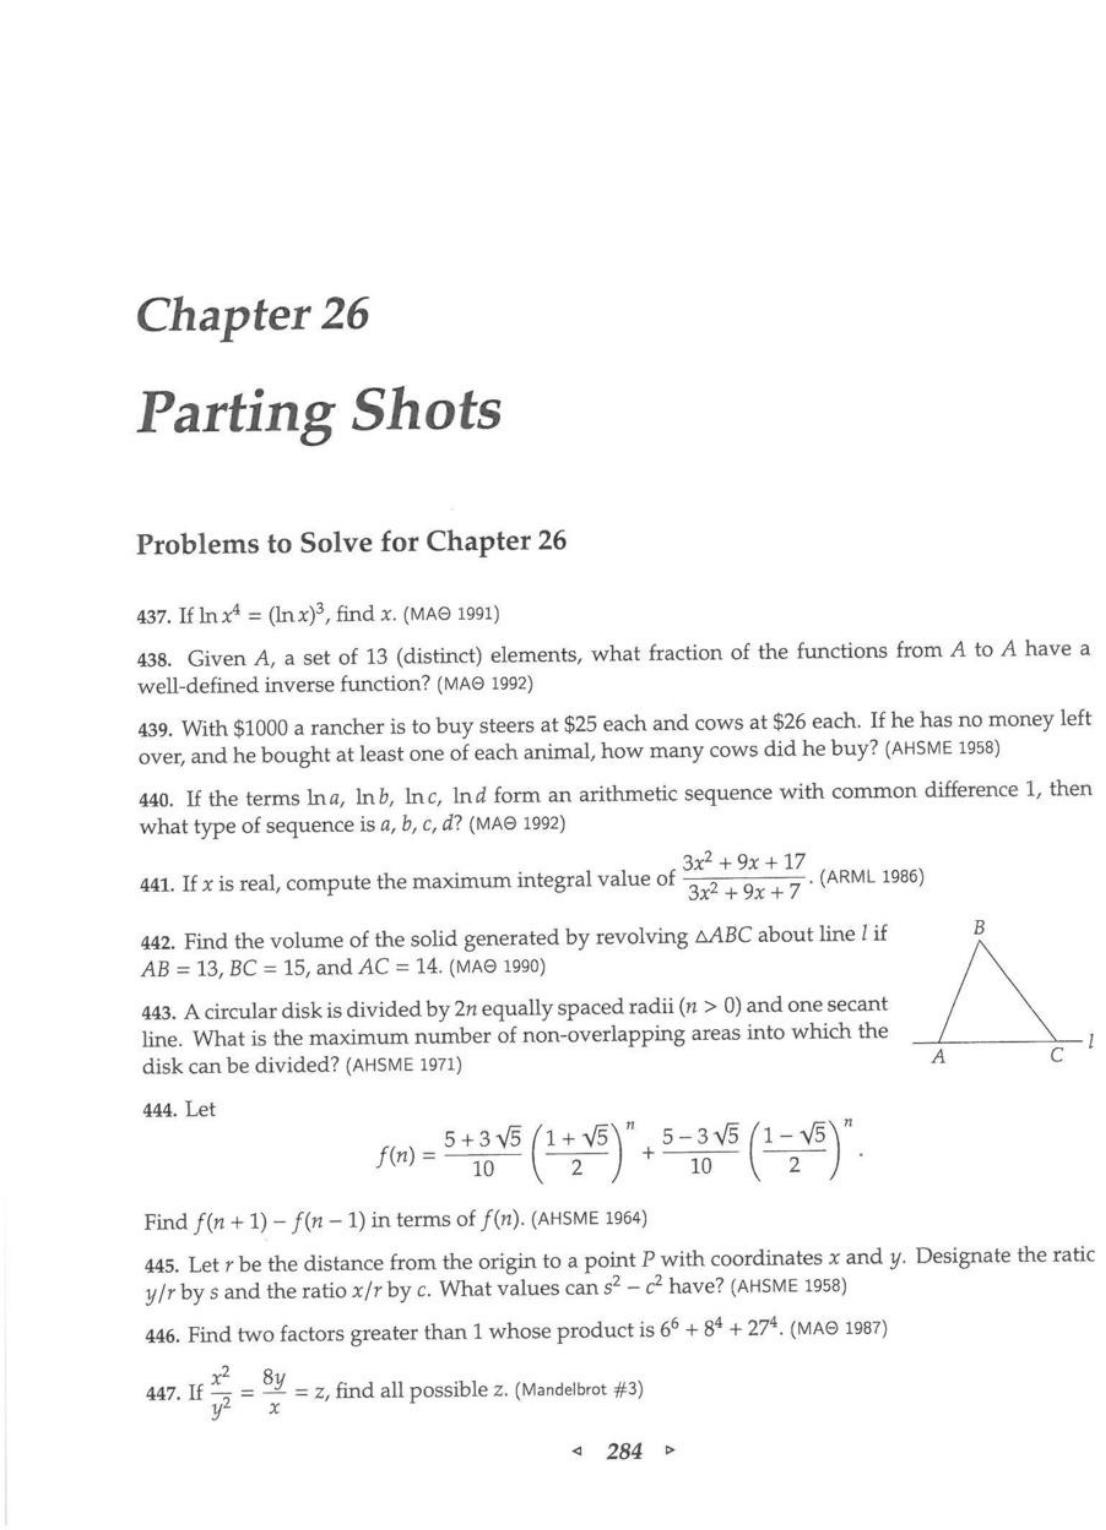 Chapter 26
Parting Shots
Problems to Solve for Chapter 26
437. If ln x⁴ = (ln x)³, find x. (MAΘ 1991)
438. Given A, a set of 13 (distinct) elements, what fraction of the functions from A to A have a
well-defined inverse function? (MAΘ 1992)
439. With $1000 a rancher is to buy steers at $25 each and cows at $26 each. If he has no money left
over, and he bought at least one of each animal, how many cows did he buy? (AHSME 1958)
440. If the terms ln a, ln b, ln c, ln d form an arithmetic sequence with common difference 1, then
what type of sequence is a, b, c, d? (MAΘ 1992)
441. If x is real, compute the maximum integral value of (3x² + 9x + 17)/(3x² + 9x + 7). (ARML 1986)
442. Find the volume of the solid generated by revolving △ABC about line l if
AB = 13, BC = 15, and AC = 14. (MAΘ 1990)
443. A circular disk is divided by 2n equally spaced radii (n > 0) and one secant
line. What is the maximum number of non-overlapping areas into which the
disk can be divided? (AHSME 1971)
B
A C l
444. Let
f(n) = (5 + 3√5)/10 ((1 + √5)/2)ⁿ + (5 − 3√5)/10 ((1 − √5)/2)ⁿ.
Find f(n + 1) − f(n − 1) in terms of f(n). (AHSME 1964)
445. Let r be the distance from the origin to a point P with coordinates x and y. Designate the ratio
y/r by s and the ratio x/r by c. What values can s² − c² have? (AHSME 1958)
446. Find two factors greater than 1 whose product is 6⁶ + 8⁴ + 27⁴. (MAΘ 1987)
447. If x²/y² = 8y/x = z, find all possible z. (Mandelbrot #3)
◃ 284 ▹